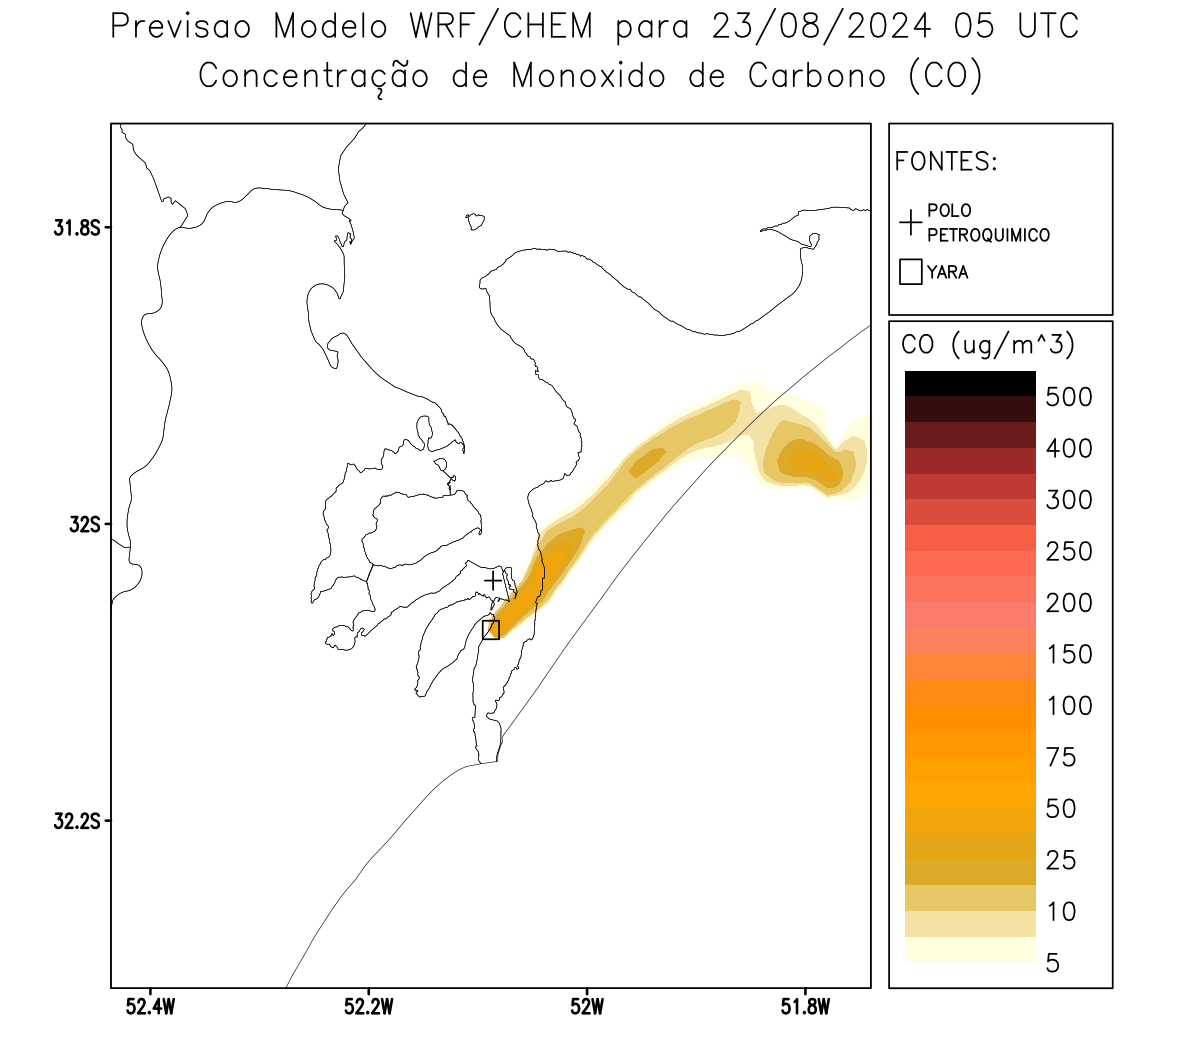 Previsao Modelo WRF/CHEM para 23/08/2024 05 UTC
Concentração de Monoxido de Carbono (CO)
FONTES:
POLO
PETROQUIMICO
YARA
CO (ug/m^3)
500
400
300
250
200
150
100
75
50
25
10
5
31.8S
32S
32.2S
52.4W
52.2W
52W
51.8W